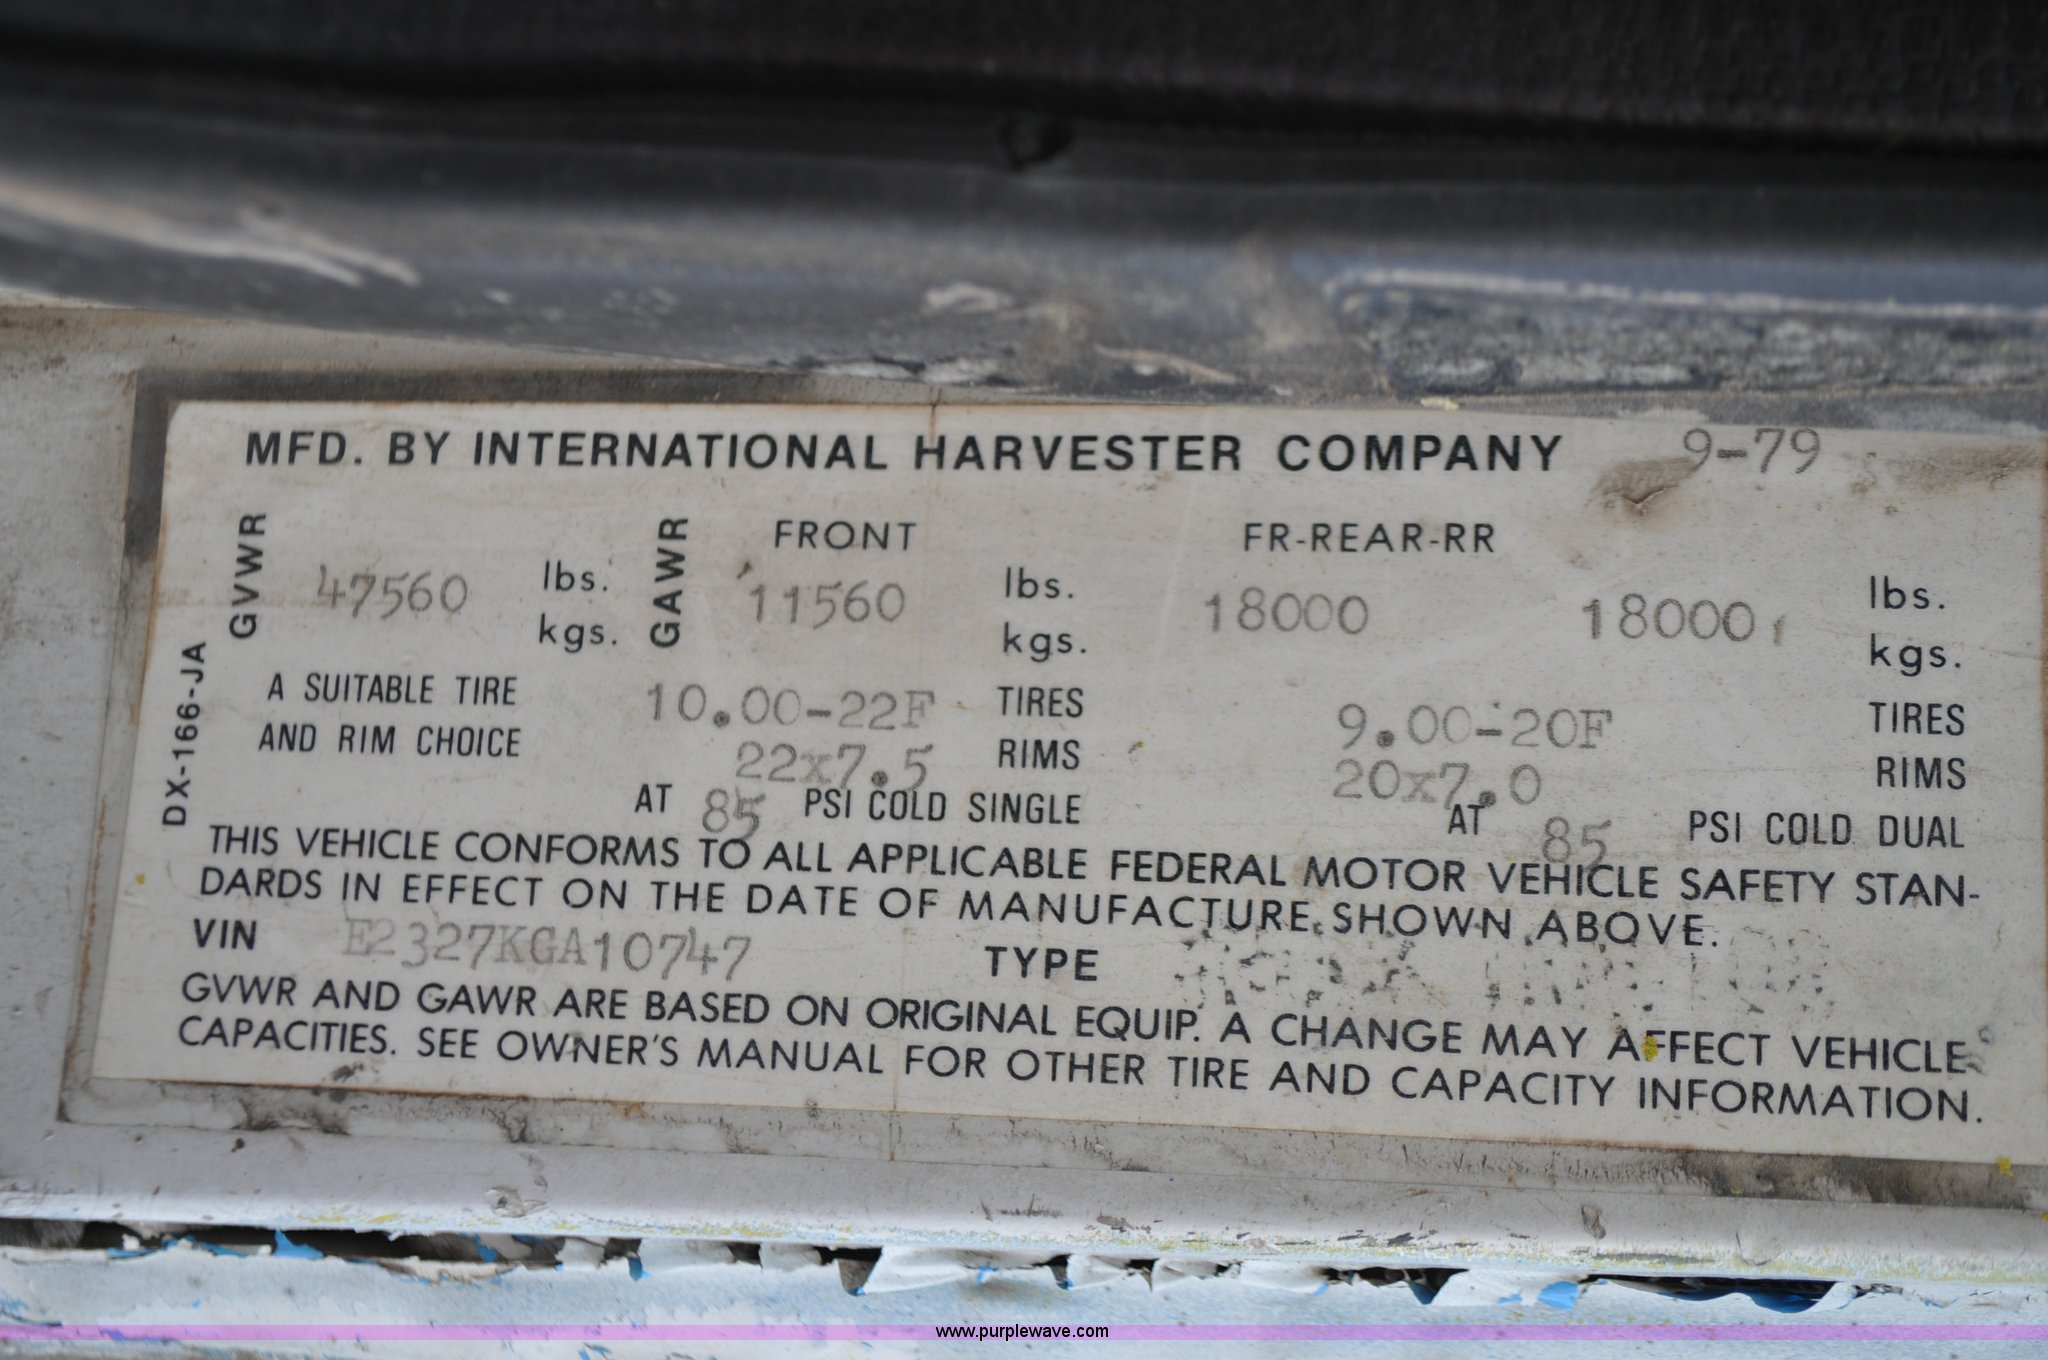 MFD. BY INTERNATIONAL HARVESTER COMPANY 9-79
GVWR 47560 lbs. kgs. GAWR FRONT 11560 lbs. kgs. FR-REAR-RR 18000 18000 lbs. kgs.
A SUITABLE TIRE 10.00-22F TIRES 9.00-20F TIRES
AND RIM CHOICE 22x7.5 RIMS 20x7.0 RIMS
AT 85 PSI COLD SINGLE AT 85 PSI COLD DUAL
DX-166-JA
THIS VEHICLE CONFORMS TO ALL APPLICABLE FEDERAL MOTOR VEHICLE SAFETY STAN-
DARDS IN EFFECT ON THE DATE OF MANUFACTURE SHOWN ABOVE.
VIN E2327KGA10747 TYPE
GVWR AND GAWR ARE BASED ON ORIGINAL EQUIP. A CHANGE MAY AFFECT VEHICLE
CAPACITIES. SEE OWNER'S MANUAL FOR OTHER TIRE AND CAPACITY INFORMATION.
www.purplewave.com